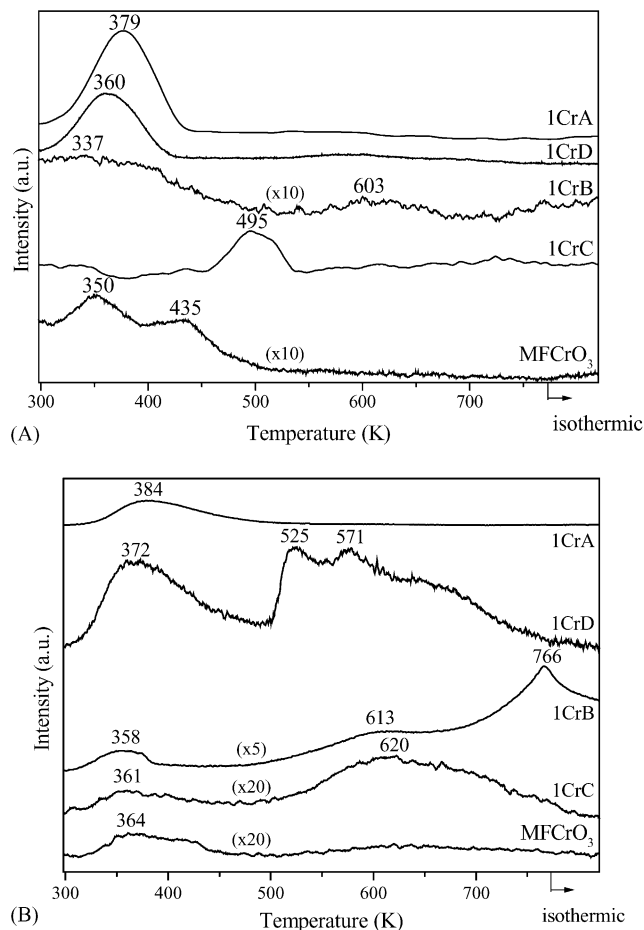 379
1CrA
360
1CrD
337
(x10)
603
1CrB
495
1CrC
350
435
(x10)
MFCrO₃
Intensity (a.u.)
300 400 500 600 700
isothermic
Temperature (K)
(A)
384
1CrA
372
525
571
1CrD
766
613
1CrB
358
(x5)
620
361
(x20)
1CrC
364
(x20)
MFCrO₃
Intensity (a.u.)
300 400 500 600 700
isothermic
Temperature (K)
(B)